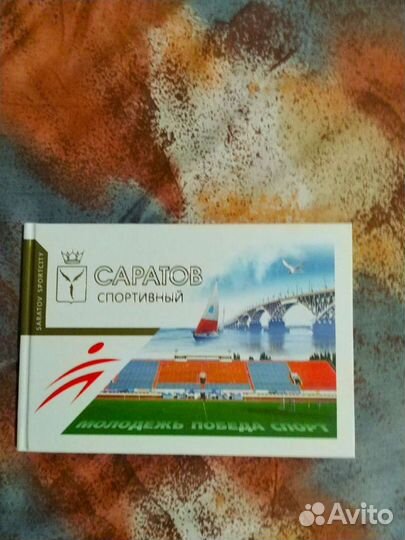 SARATOV SPORTCITY
САРАТОВ
СПОРТИВНЫЙ
МОЛОДЕЖЬ ПОБЕДА СПОРТ
Avito